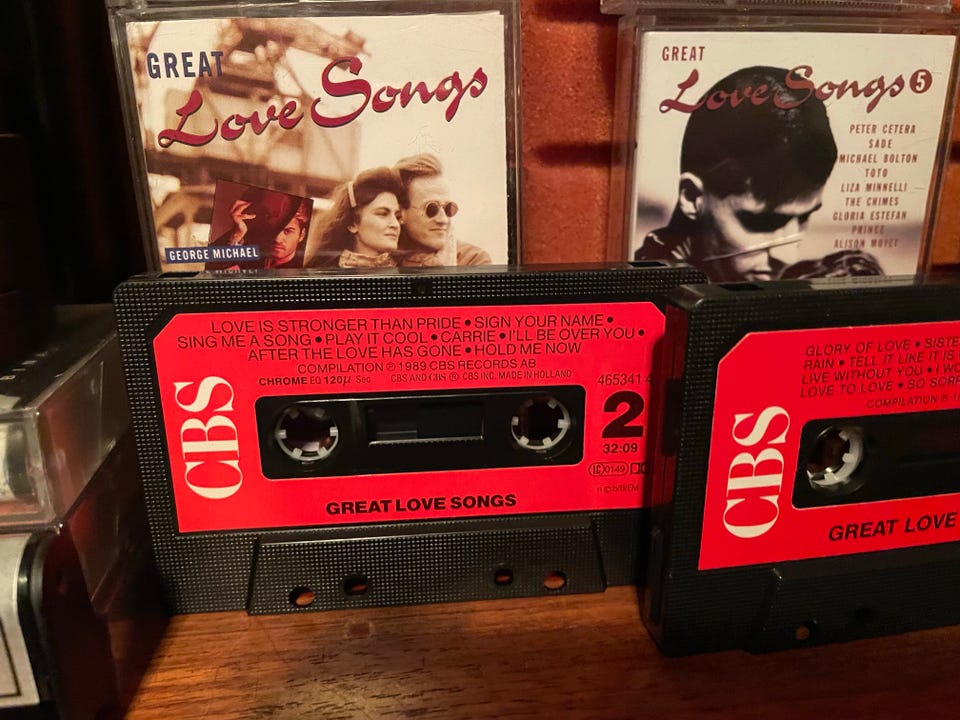 GREAT
Love Songs
GEORGE MICHAEL
GREAT
Love Songs 5
PETER CETERA
SADE
MICHAEL BOLTON
TOTO
LIZA MINNELLI
THE CHIMES
GLORIA ESTEFAN
PRINCE
ALISON MOYET
LOVE IS STRONGER THAN PRIDE • SIGN YOUR NAME •
SING ME A SONG • PLAY IT COOL • CARRIE • I'LL BE OVER YOU •
AFTER THE LOVE HAS GONE • HOLD ME NOW
COMPILATION ℗ 1989 CBS RECORDS AB
CHROME EQ 120µ Sec CBS AND CBS ® CBS INC. MADE IN HOLLAND
465341 4
CBS
2
32:09
LC 0149
GREAT LOVE SONGS
GLORY OF LOVE • SISTE
RAIN • TELL IT LIKE IT IS
LIVE WITHOUT YOU • I WO
LOVE TO LOVE • SO SORR
COMPILATION ℗ 19
CBS
GREAT LOVE